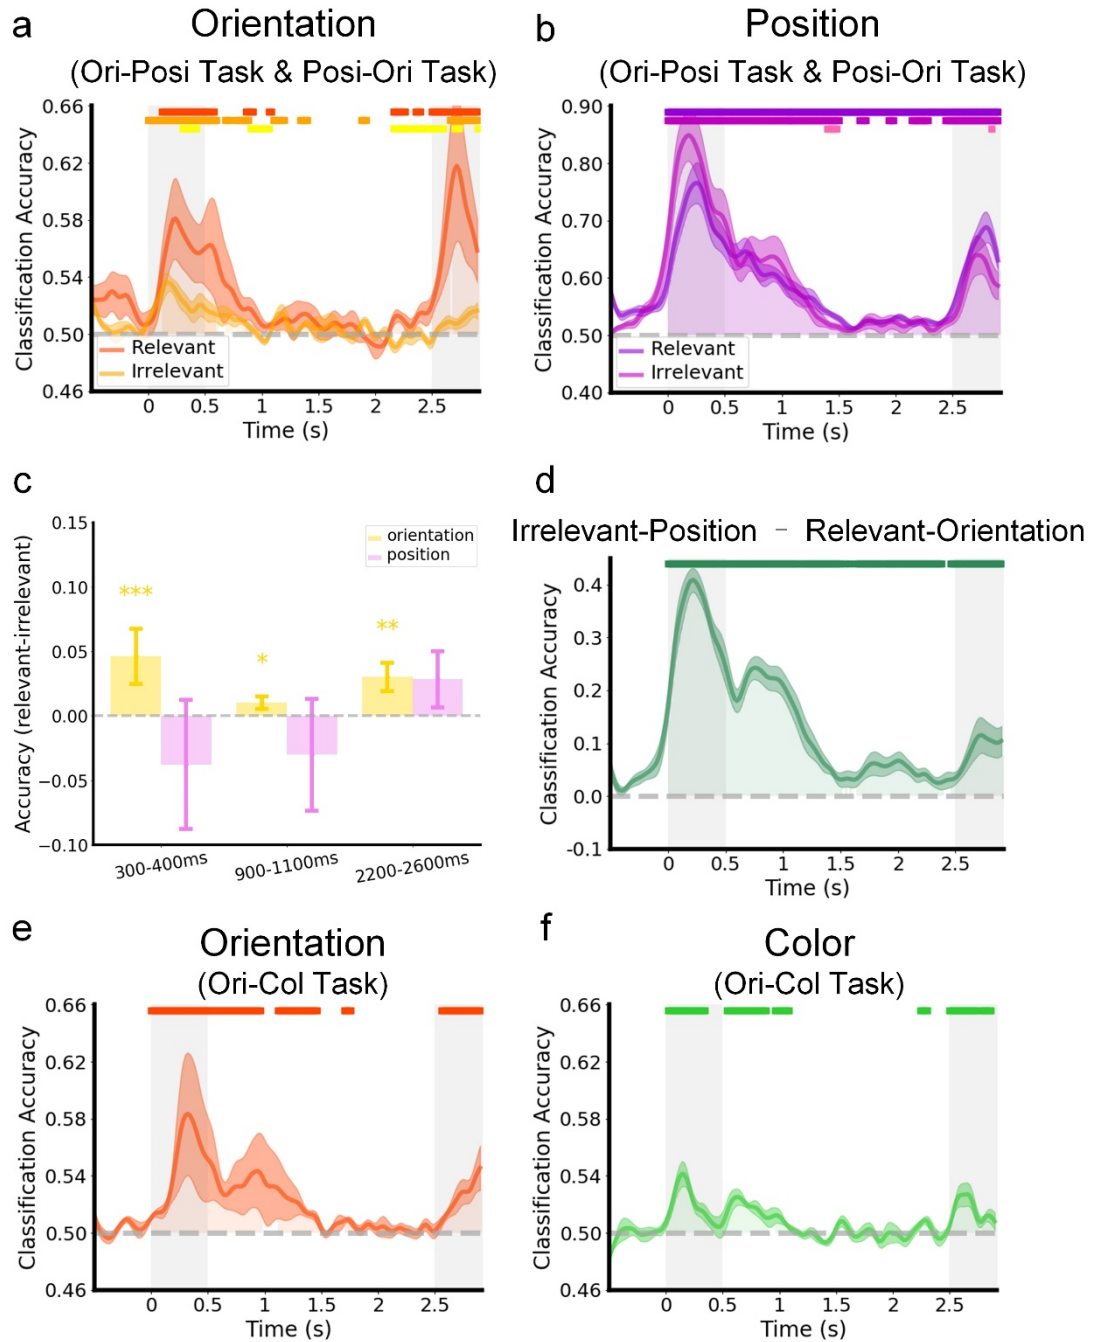 a
Orientation
(Ori-Posi Task & Posi-Ori Task)
0.66
0.62
0.58
0.54
0.50
0.46
Classification Accuracy
Relevant
Irrelevant
0
0.5
1
1.5
2
2.5
Time (s)
b
Position
(Ori-Posi Task & Posi-Ori Task)
0.90
0.80
0.70
0.60
0.50
0.40
Classification Accuracy
Relevant
Irrelevant
0
0.5
1
1.5
2
2.5
Time (s)
c
0.15
0.10
0.05
0.00
−0.05
−0.10
Accuracy (relevant-irrelevant)
orientation
position
***
*
**
300-400ms
900-1100ms
2200-2600ms
d
Irrelevant-Position - Relevant-Orientation
0.4
0.3
0.2
0.1
0.0
-0.1
Classification Accuracy
0
0.5
1
1.5
2
2.5
Time (s)
e
Orientation
(Ori-Col Task)
0.66
0.62
0.58
0.54
0.50
0.46
Classification Accuracy
0
0.5
1
1.5
2
2.5
Time (s)
f
Color
(Ori-Col Task)
0.66
0.62
0.58
0.54
0.50
0.46
Classification Accuracy
0
0.5
1
1.5
2
2.5
Time (s)